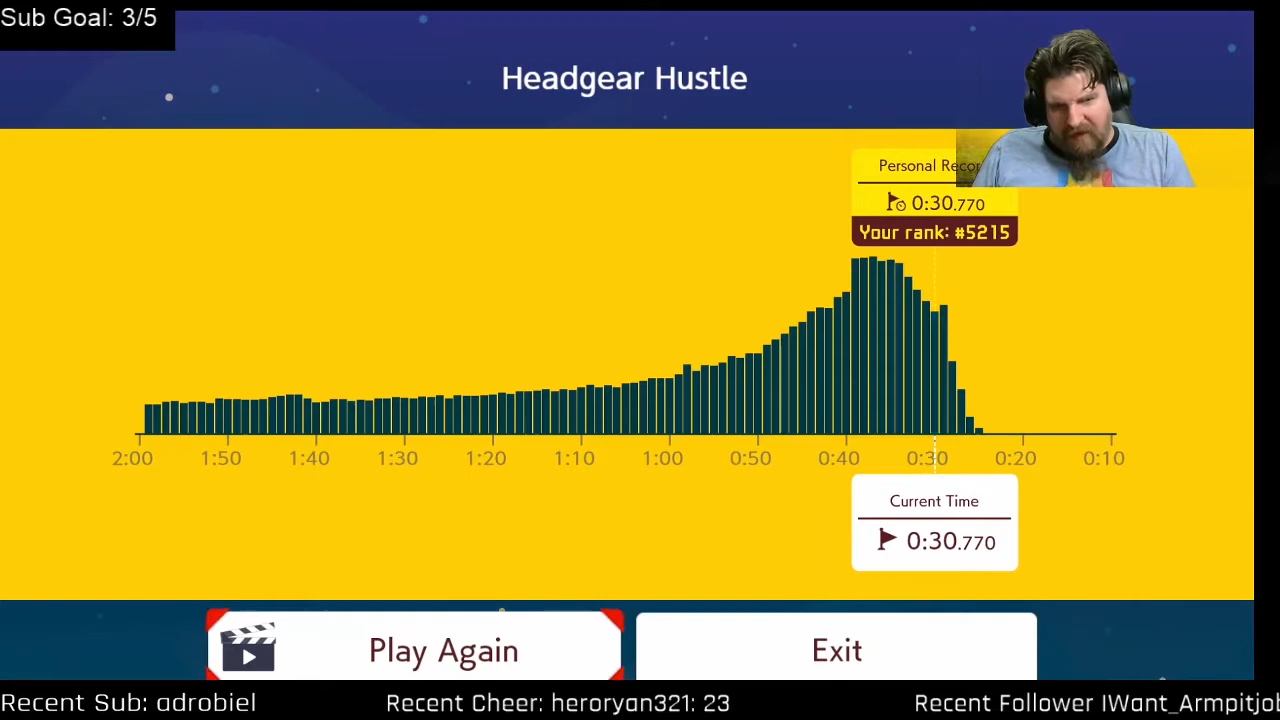 Sub Goal: 3/5
Headgear Hustle
Personal Recor
0:30.770
Your rank: #5215
2:00 1:50 1:40 1:30 1:20 1:10 1:00 0:50 0:40 0:30 0:20 0:10
Current Time
0:30.770
Play Again
Exit
Recent Sub: adrobiel Recent Cheer: heroryan321: 23 Recent Follower IWant_Armpitjob